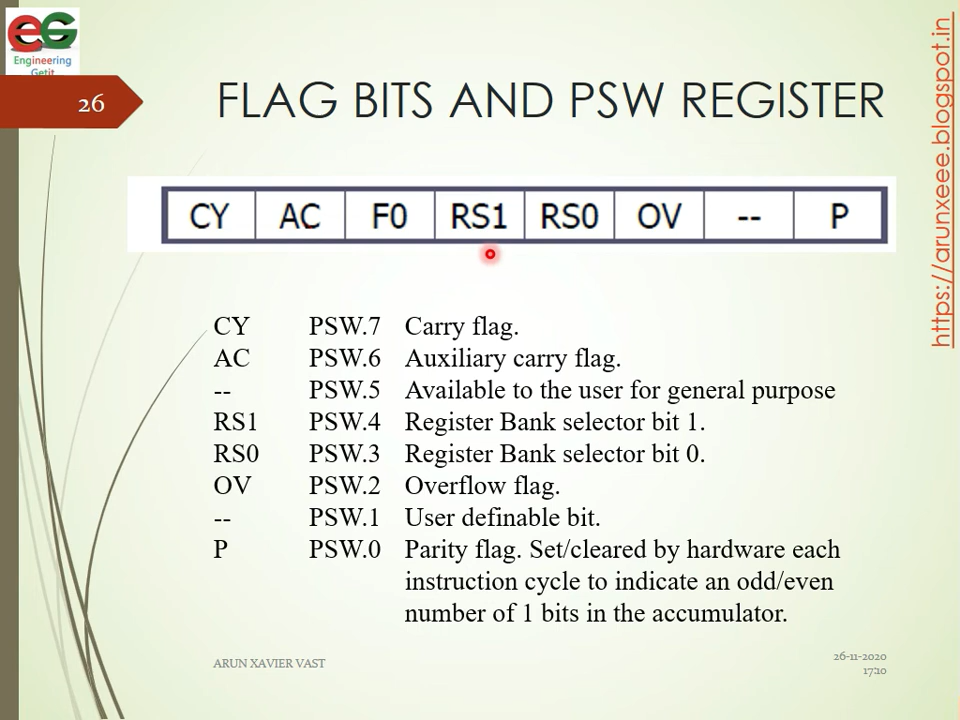 eG
Engineering
Getit
26
FLAG BITS AND PSW REGISTER
https://arunxeee.blogspot.in
CY AC F0 RS1 RS0 OV -- P
CY PSW.7 Carry flag.
AC PSW.6 Auxiliary carry flag.
-- PSW.5 Available to the user for general purpose
RS1 PSW.4 Register Bank selector bit 1.
RS0 PSW.3 Register Bank selector bit 0.
OV PSW.2 Overflow flag.
-- PSW.1 User definable bit.
P PSW.0 Parity flag. Set/cleared by hardware each
instruction cycle to indicate an odd/even
number of 1 bits in the accumulator.
ARUN XAVIER VAST
26-11-2020
17:10